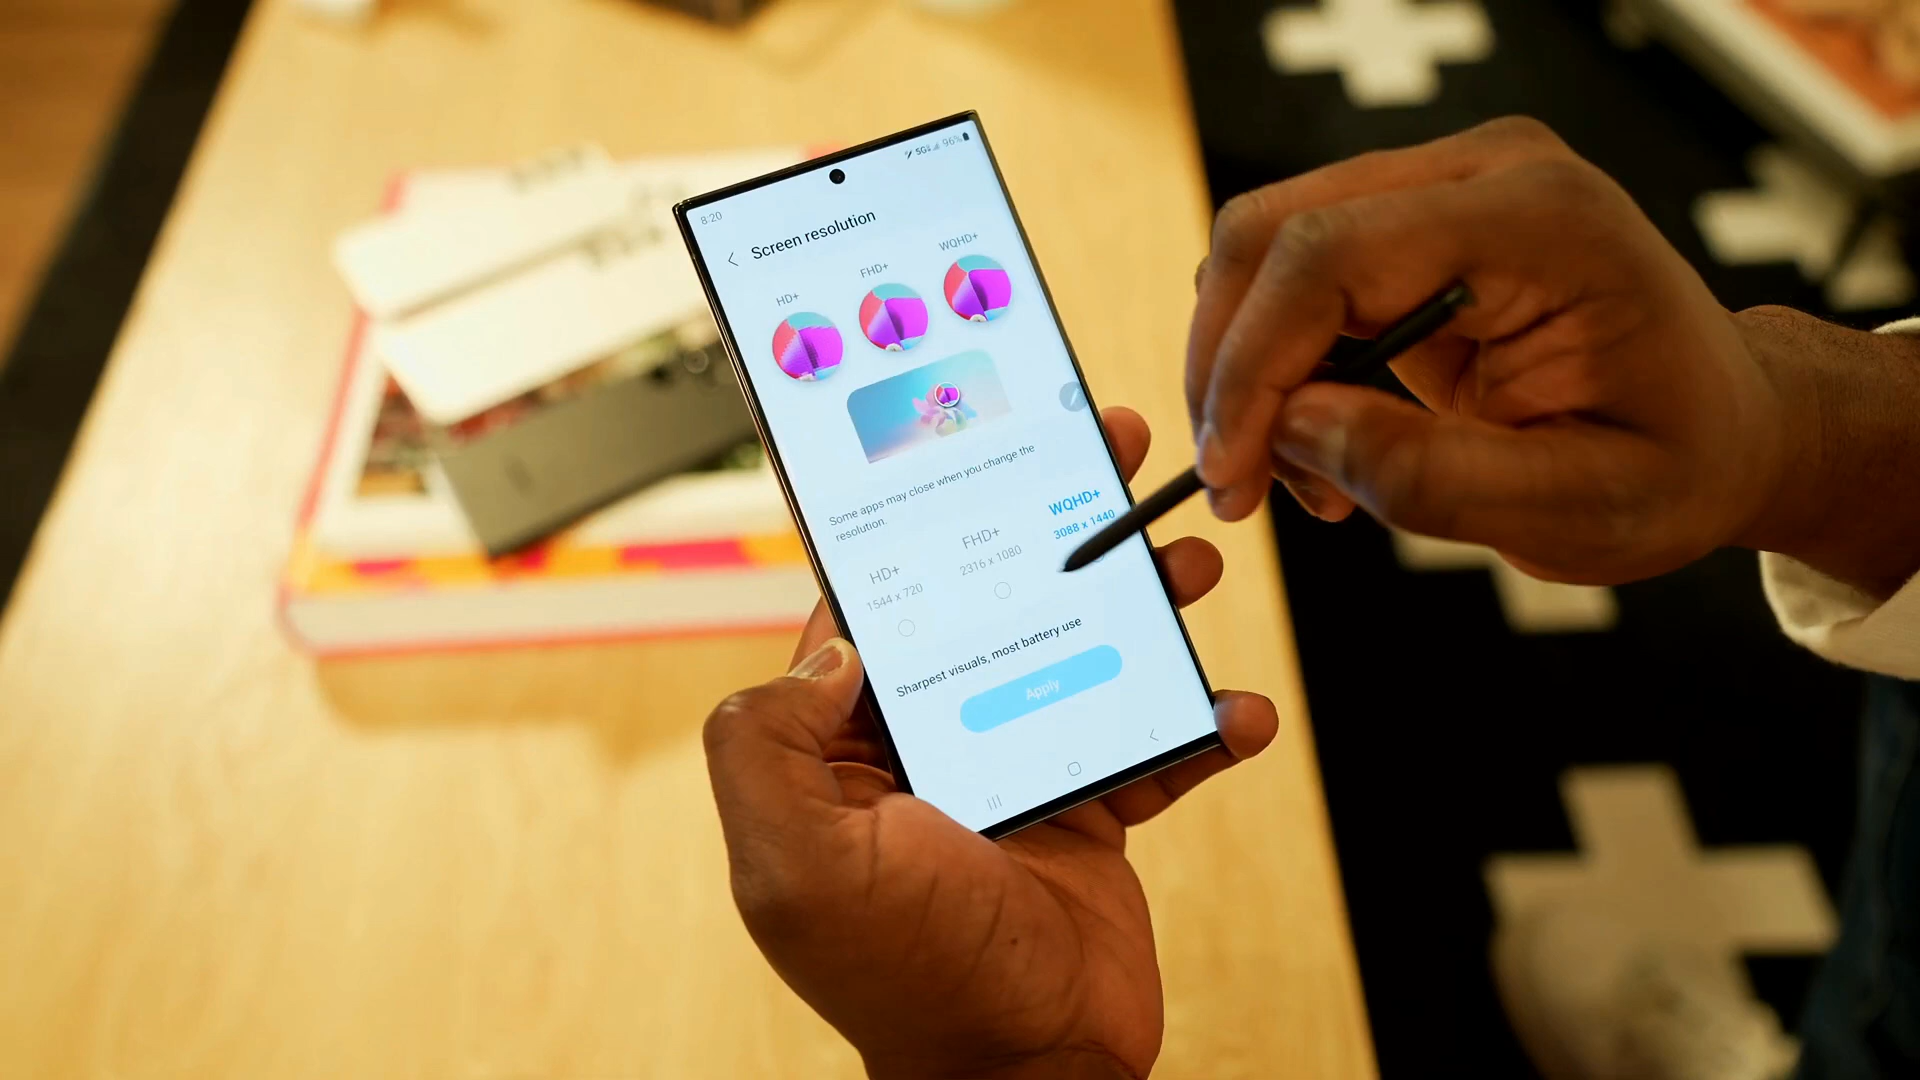 8:20
5G 96%
Screen resolution
HD+
FHD+
WQHD+
Some apps may close when you change the
resolution.
HD+
1544 x 720
FHD+
2316 x 1080
WQHD+
3088 x 1440
Sharpest visuals, most battery use
Apply